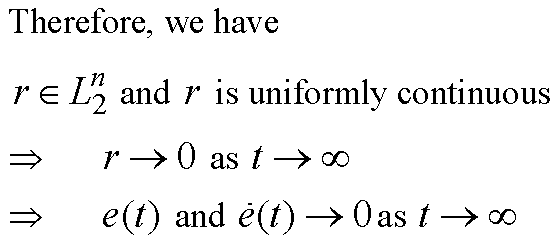 Therefore, we have
r ∈ L₂ⁿ and r is uniformly continuous
⇒ r → 0 as t → ∞
⇒ e(t) and ė(t) → 0 as t → ∞